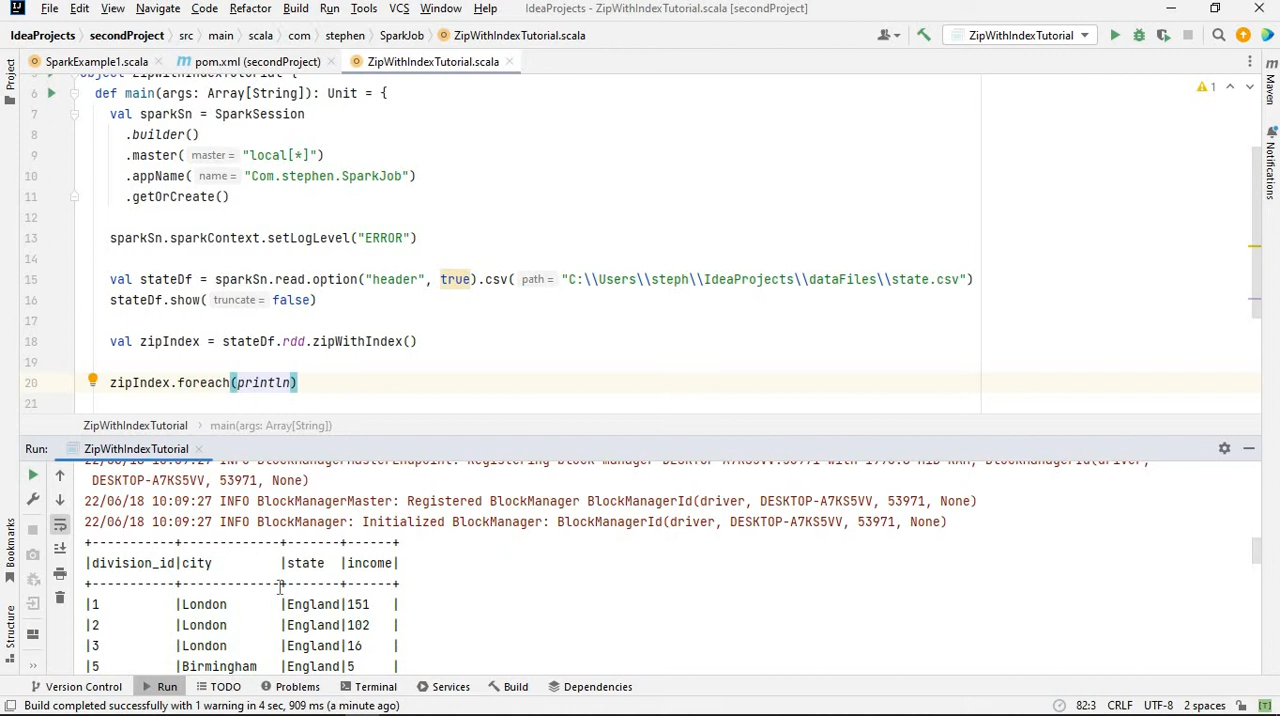 File Edit View Navigate Code Refactor Build Run Tools VCS Window Help IdeaProjects - ZipWithIndexTutorial.scala [secondProject]
IdeaProjects secondProject src main scala com stephen SparkJob ZipWithIndexTutorial.scala ZipWithIndexTutorial
Project SparkExample1.scala pom.xml (secondProject) ZipWithIndexTutorial.scala
object ZipWithIndexTutorial {
6 def main(args: Array[String]): Unit = {
7 val sparkSn = SparkSession
8 .builder()
9 .master( master = "local[*]")
10 .appName( name = "Com.stephen.SparkJob")
11 .getOrCreate()
12
13 sparkSn.sparkContext.setLogLevel("ERROR")
14
15 val stateDf = sparkSn.read.option("header", true).csv( path = "C:\\Users\\steph\\IdeaProjects\\dataFiles\\state.csv")
16 stateDf.show( truncate = false)
17
18 val zipIndex = stateDf.rdd.zipWithIndex()
19
20 zipIndex.foreach(println)
21
1
Maven
Notifications
ZipWithIndexTutorial main(args: Array[String])
Run: ZipWithIndexTutorial
DESKTOP-A7KS5VV, 53971, None)
22/06/18 10:09:27 INFO BlockManagerMaster: Registered BlockManager BlockManagerId(driver, DESKTOP-A7KS5VV, 53971, None)
22/06/18 10:09:27 INFO BlockManager: Initialized BlockManager: BlockManagerId(driver, DESKTOP-A7KS5VV, 53971, None)
+-----------+------------+-------+------+
|division_id|city |state |income|
+-----------+------------+-------+------+
|1 |London |England|151 |
|2 |London |England|102 |
|3 |London |England|16 |
|5 |Birmingham |England|5 |
Bookmarks
Structure
Version Control Run TODO Problems Terminal Services Build Dependencies
Build completed successfully with 1 warning in 4 sec, 909 ms (a minute ago) 82:3 CRLF UTF-8 2 spaces